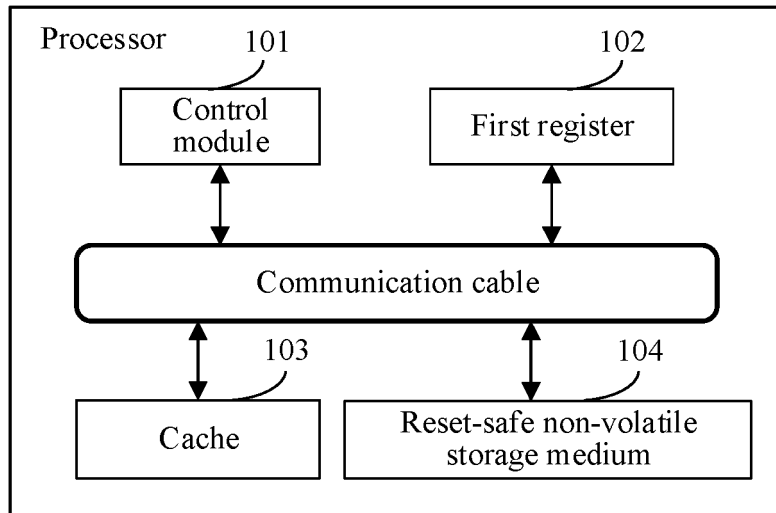 Processor
101
102
Control
module
First register
Communication cable
103
104
Cache
Reset-safe non-volatile
storage medium